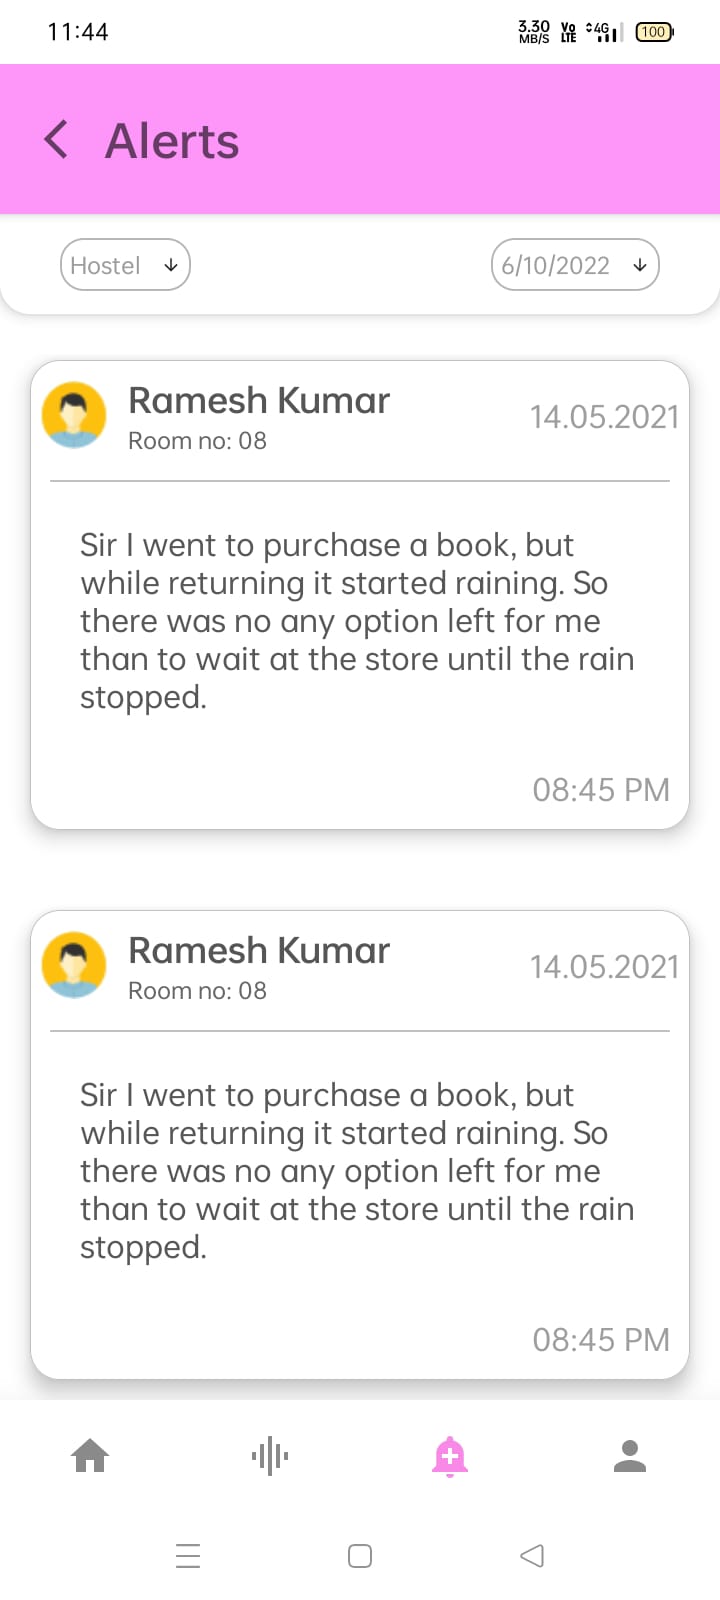 11:44
3.30 MB/S VoLTE 4G 100
Alerts
Hostel
6/10/2022
Ramesh Kumar
14.05.2021
Room no: 08
Sir I went to purchase a book, but
while returning it started raining. So
there was no any option left for me
than to wait at the store until the rain
stopped.
08:45 PM
Ramesh Kumar
14.05.2021
Room no: 08
Sir I went to purchase a book, but
while returning it started raining. So
there was no any option left for me
than to wait at the store until the rain
stopped.
08:45 PM